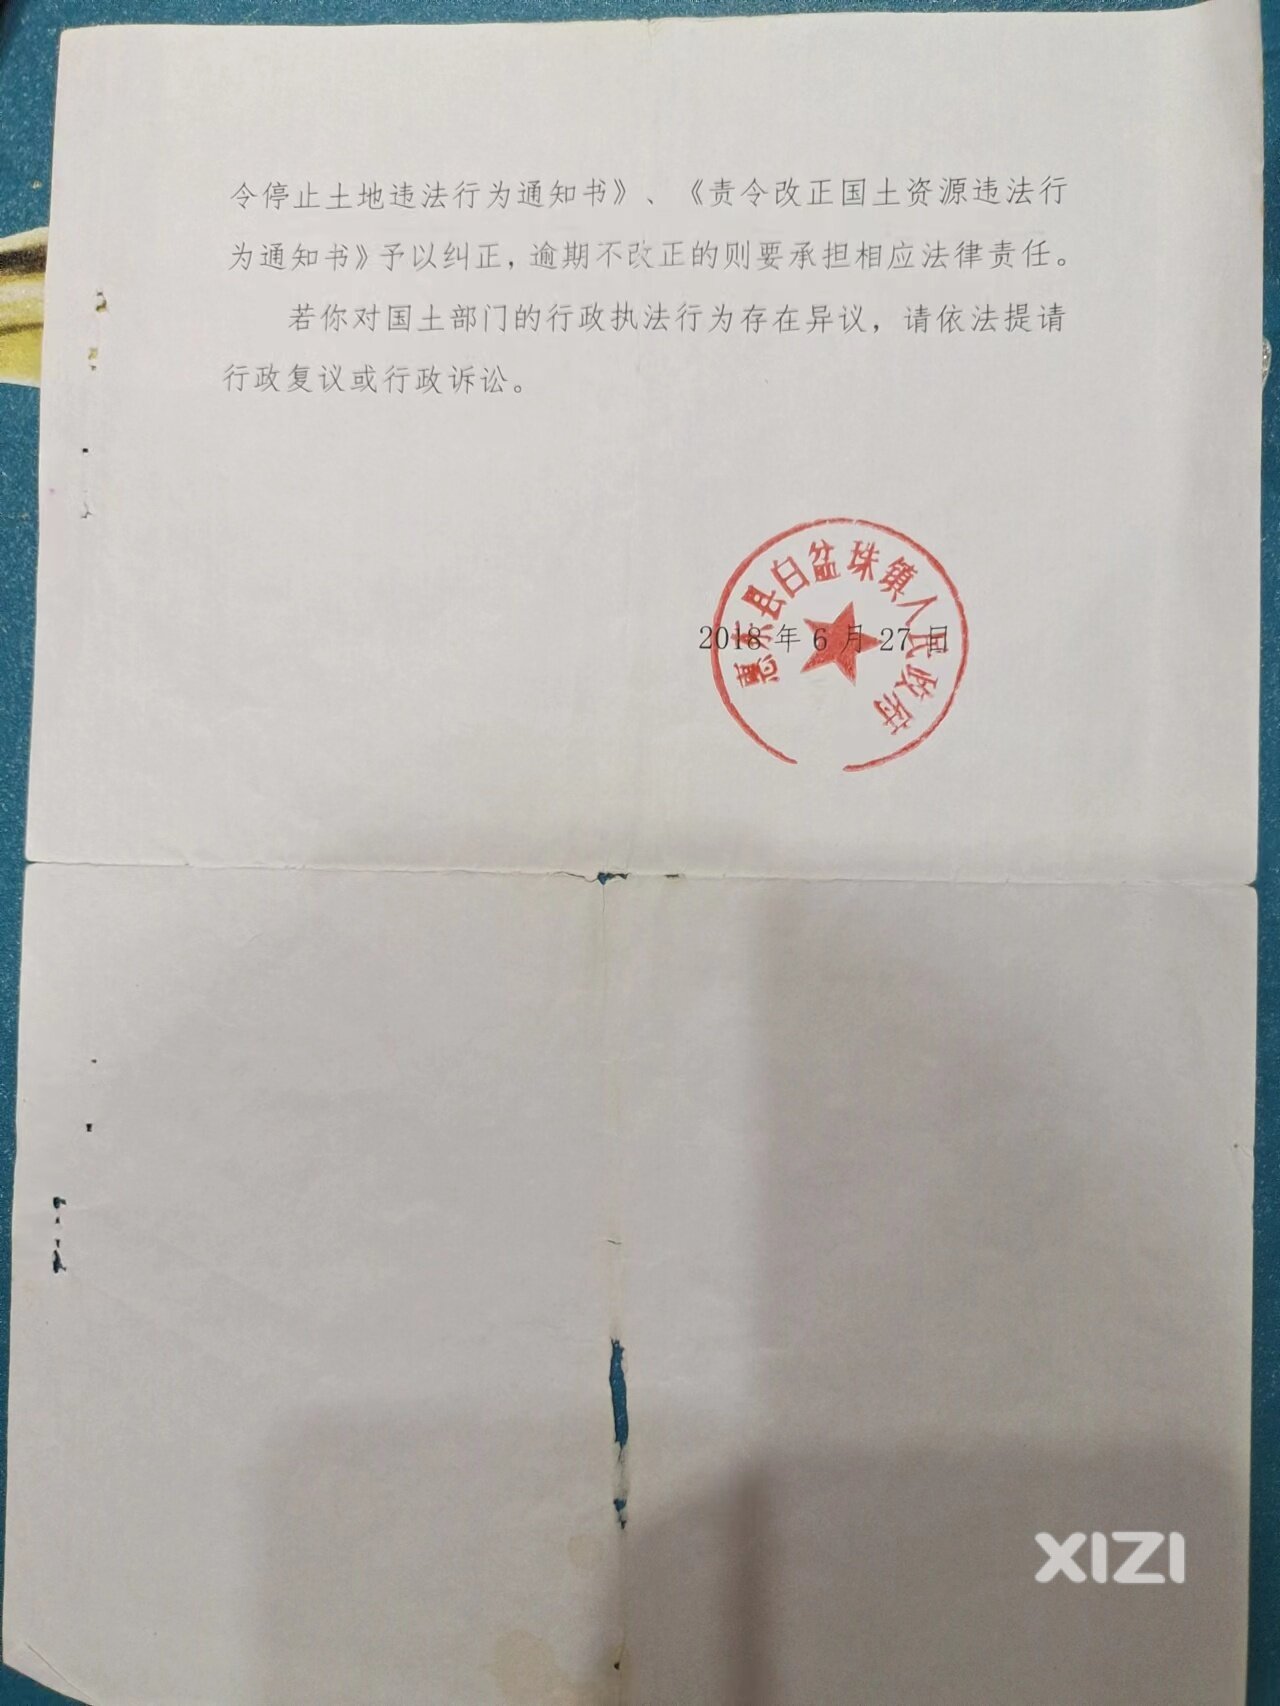 令停止土地违法行为通知书》、《责令改正国土资源违法行
为通知书》予以纠正，逾期不改正的则要承担相应法律责任。
若你对国土部门的行政执法行为存在异议，请依法提请
行政复议或行政诉讼。
惠东县白盆珠镇人民政府
2018年6月27日
XIZI